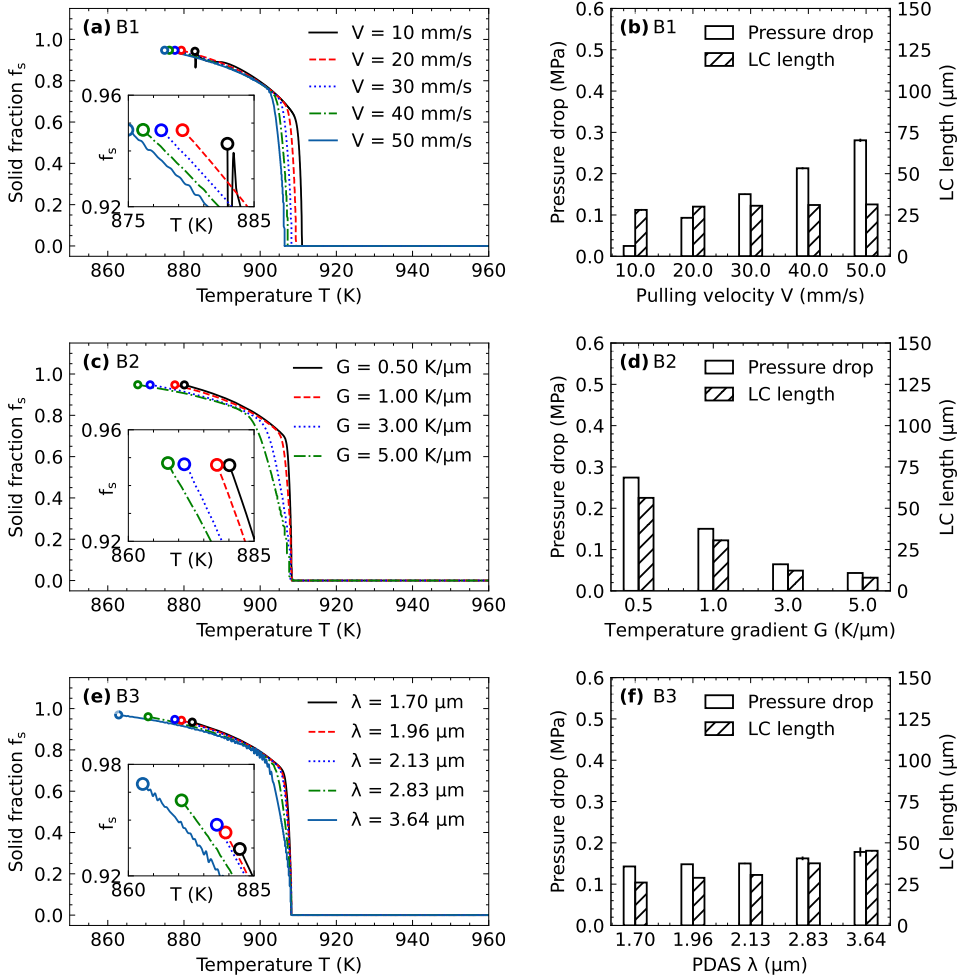 (a) B1
V = 10 mm/s
V = 20 mm/s
V = 30 mm/s
V = 40 mm/s
V = 50 mm/s
Solid fraction fs
1.0
0.8
0.6
0.4
0.2
0.0
0.96
0.92
fs
875 885
T (K)
860 880 900 920 940 960
Temperature T (K)
(b) B1
Pressure drop
LC length
Pressure drop (MPa)
0.6
0.5
0.4
0.3
0.2
0.1
0.0
150
125
100
75
50
25
0
LC length (μm)
10.0 20.0 30.0 40.0 50.0
Pulling velocity V (mm/s)
(c) B2
G = 0.50 K/μm
G = 1.00 K/μm
G = 3.00 K/μm
G = 5.00 K/μm
Solid fraction fs
1.0
0.8
0.6
0.4
0.2
0.0
0.96
0.92
fs
860 885
T (K)
860 880 900 920 940 960
Temperature T (K)
(d) B2
Pressure drop
LC length
Pressure drop (MPa)
0.6
0.5
0.4
0.3
0.2
0.1
0.0
150
125
100
75
50
25
0
LC length (μm)
0.5 1.0 3.0 5.0
Temperature gradient G (K/μm)
(e) B3
λ = 1.70 μm
λ = 1.96 μm
λ = 2.13 μm
λ = 2.83 μm
λ = 3.64 μm
Solid fraction fs
1.0
0.8
0.6
0.4
0.2
0.0
0.98
0.92
fs
860 885
T (K)
860 880 900 920 940 960
Temperature T (K)
(f) B3
Pressure drop
LC length
Pressure drop (MPa)
0.6
0.5
0.4
0.3
0.2
0.1
0.0
150
125
100
75
50
25
0
LC length (μm)
1.70 1.96 2.13 2.83 3.64
PDAS λ (μm)